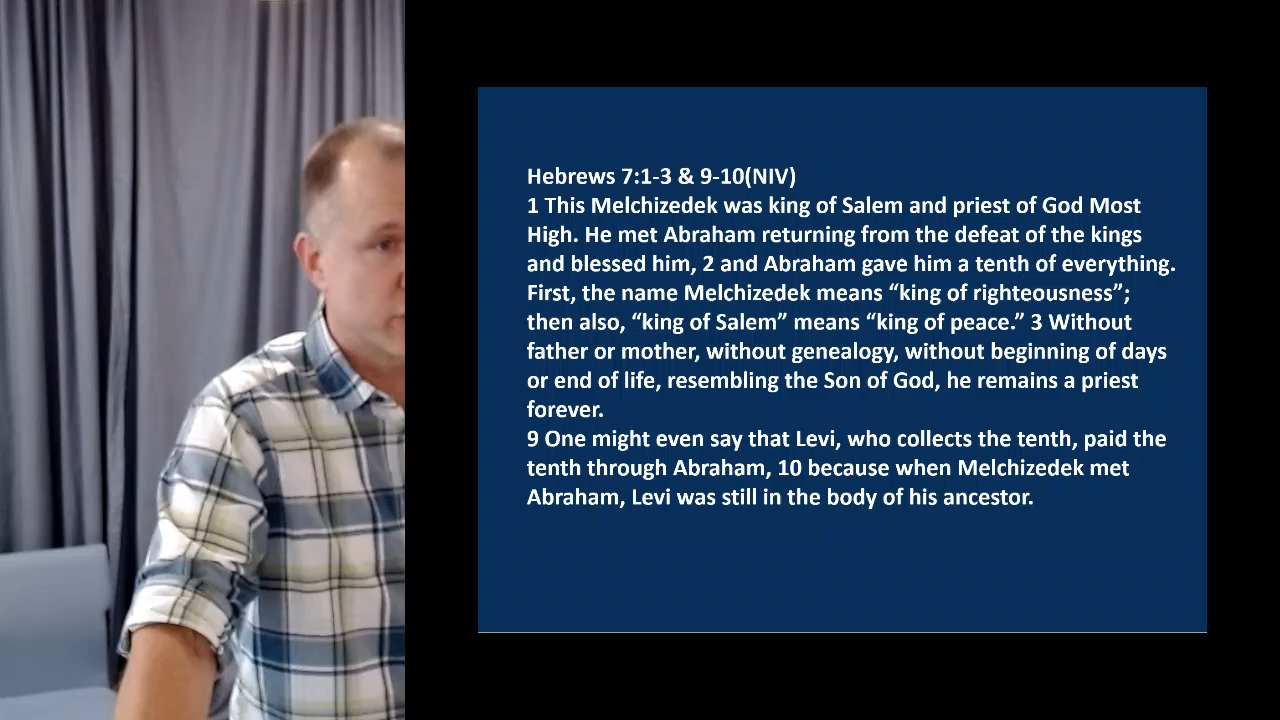 Hebrews 7:1-3 & 9-10(NIV)
1 This Melchizedek was king of Salem and priest of God Most
High. He met Abraham returning from the defeat of the kings
and blessed him, 2 and Abraham gave him a tenth of everything.
First, the name Melchizedek means “king of righteousness”;
then also, “king of Salem” means “king of peace.” 3 Without
father or mother, without genealogy, without beginning of days
or end of life, resembling the Son of God, he remains a priest
forever.
9 One might even say that Levi, who collects the tenth, paid the
tenth through Abraham, 10 because when Melchizedek met
Abraham, Levi was still in the body of his ancestor.